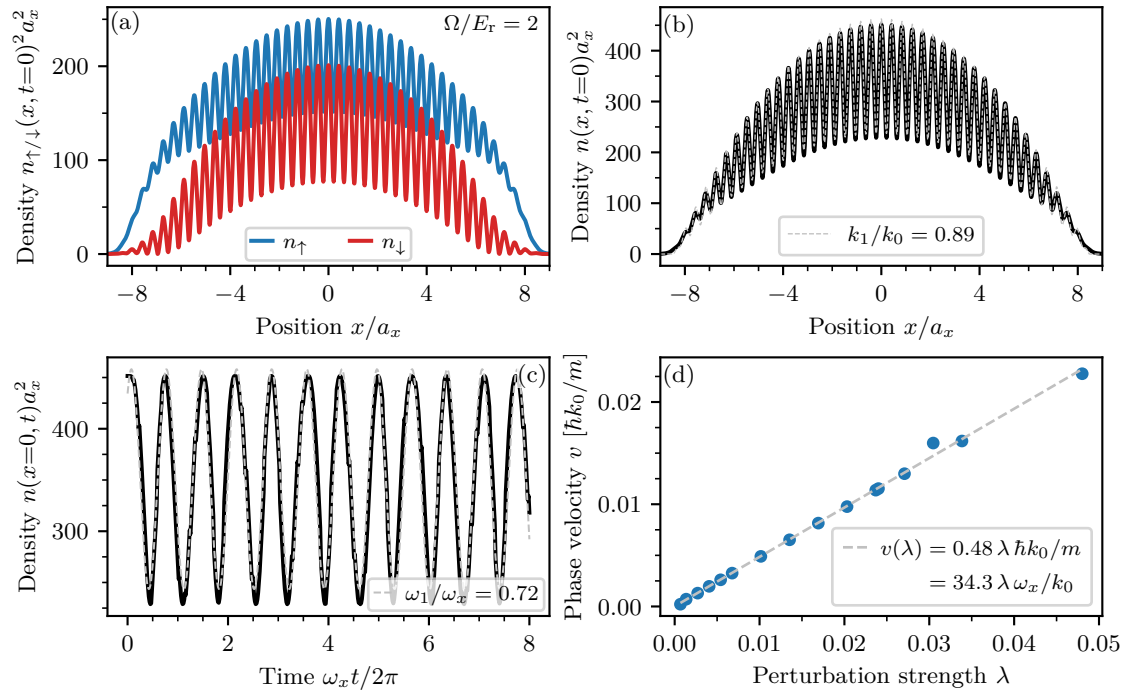 (a)
Ω/E_r = 2
Density n_↑/↓(x, t=0)^2 a_x^2
200
100
0
n_↑ n_↓
−8 −4 0 4 8
Position x/a_x
(b)
Density n(x, t=0)a_x^2
400
300
200
100
0
k_1/k_0 = 0.89
−8 −4 0 4 8
Position x/a_x
(c)
Density n(x=0, t)a_x^2
450
300
ω_1/ω_x = 0.72
0 2 4 6 8
Time ω_x t/2π
(d)
Phase velocity v [ħk_0/m]
0.02
0.01
0.00
v(λ) = 0.48 λ ħk_0/m
= 34.3 λ ω_x/k_0
0.00 0.01 0.02 0.03 0.04 0.05
Perturbation strength λ